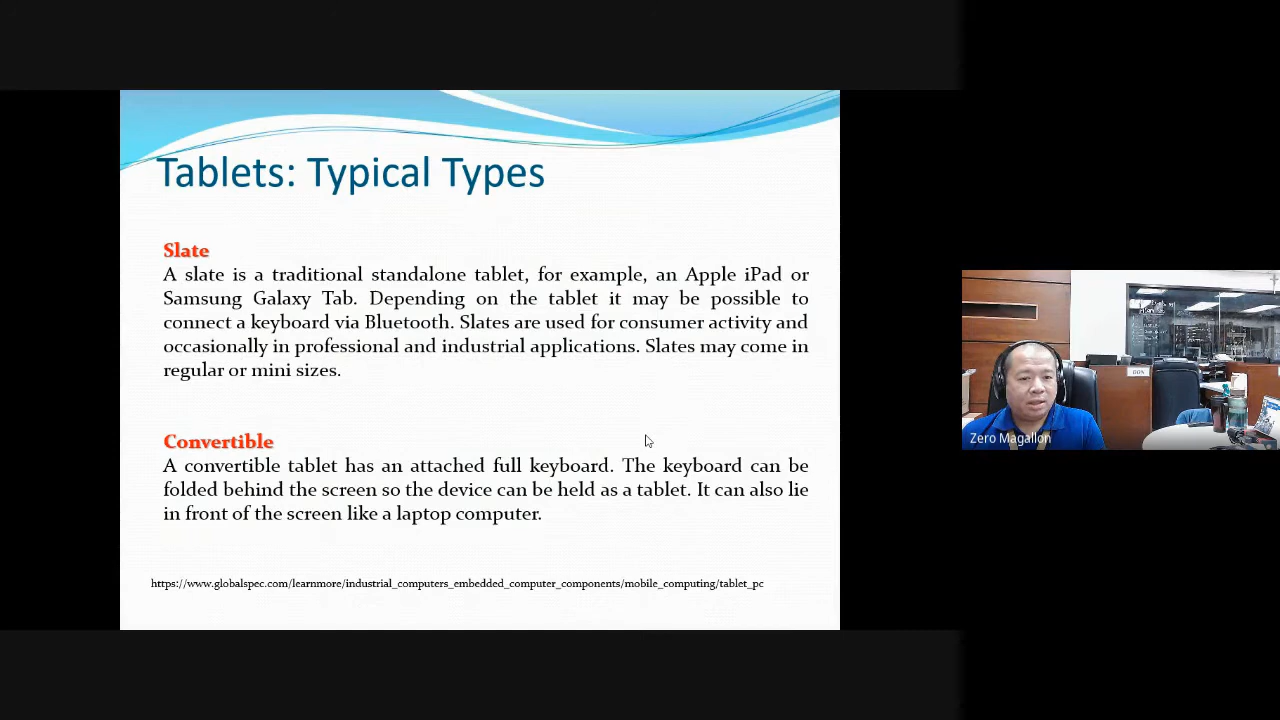 Tablets: Typical Types
Slate
A slate is a traditional standalone tablet, for example, an Apple iPad or
Samsung Galaxy Tab. Depending on the tablet it may be possible to
connect a keyboard via Bluetooth. Slates are used for consumer activity and
occasionally in professional and industrial applications. Slates may come in
regular or mini sizes.
Convertible
A convertible tablet has an attached full keyboard. The keyboard can be
folded behind the screen so the device can be held as a tablet. It can also lie
in front of the screen like a laptop computer.
https://www.globalspec.com/learnmore/industrial_computers_embedded_computer_components/mobile_computing/tablet_pc
Zero Magallon